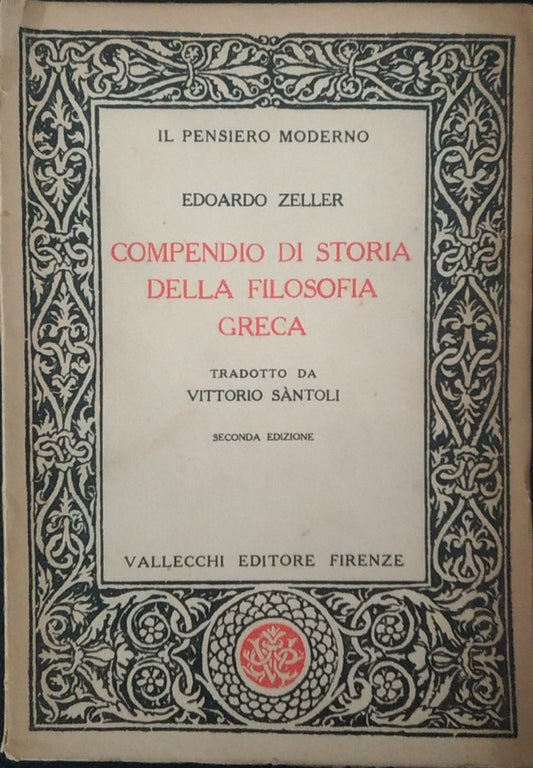 IL PENSIERO MODERNO
EDOARDO ZELLER
COMPENDIO DI STORIA
DELLA FILOSOFIA
GRECA
TRADOTTO DA
VITTORIO SÀNTOLI
SECONDA EDIZIONE
VALLECCHI EDITORE FIRENZE